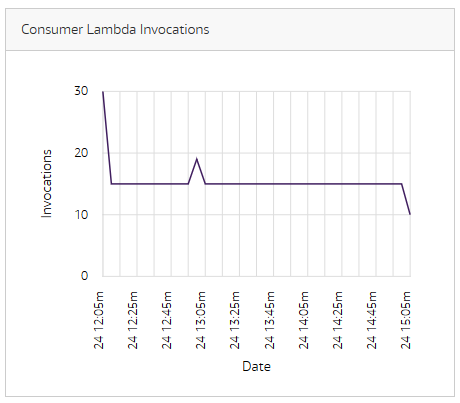 Consumer Lambda Invocations
30
20
10
0
Invocations
24 12:05m
24 12:25m
24 12:45m
24 13:05m
24 13:25m
24 13:45m
24 14:05m
24 14:25m
24 14:45m
24 15:05m
Date